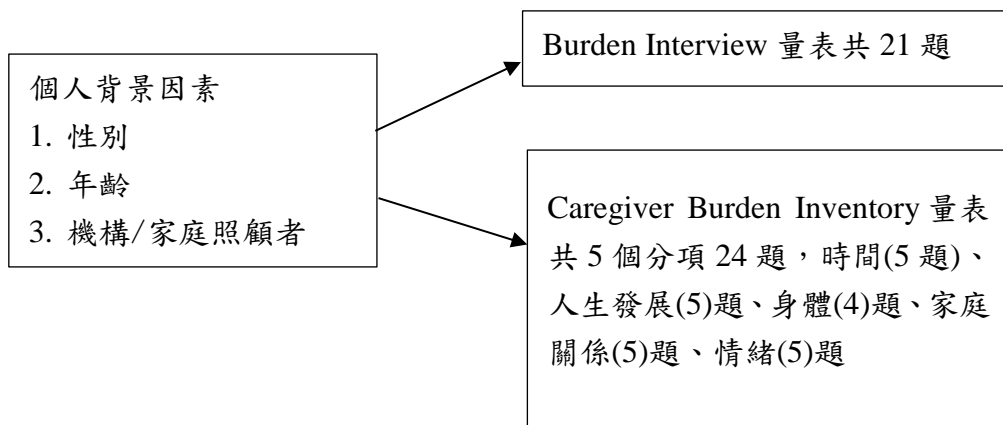 個人背景因素
1. 性別
2. 年齡
3. 機構/家庭照顧者
Burden Interview 量表共 21 題
Caregiver Burden Inventory 量表
共 5 個分項 24 題，時間(5 題)、
人生發展(5)題、身體(4)題、家庭
關係(5)題、情緒(5)題